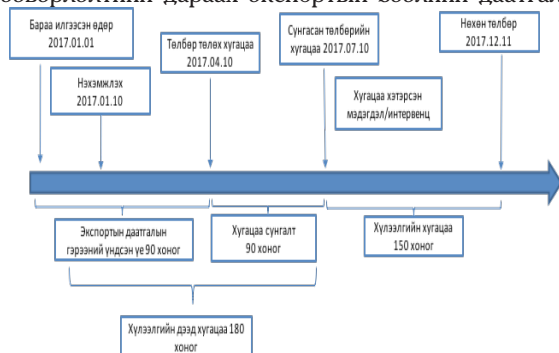 дараах экспортын
Бараа илгээсэн өдөр
2017.01.01
Нэхэмжлэх
2017.01.10
Төлбөр төлөх хугацаа
2017.04.10
Сунгасан төлбөрийн
хугацаа 2017.07.10
Хугацаа хэтэрсэн
мэдэгдэл/интервенц
Нөхөн төлбөр
2017.12.11
Экспортын даатгалын
гэрээний үндсэн үе 90 хоног
Хугацаа сунгалт
90 хоног
Хүлээлгийн хугацаа
150 хоног
Хүлээлгийн дээд хугацаа 180
хоног